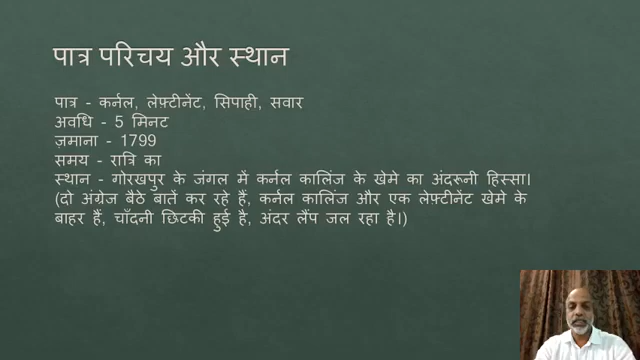 पात्र परिचय और स्थान
पात्र - कर्नल, लेफ़्टीनेंट, सिपाही, सवार
अवधि - 5 मिनट
ज़माना - 1799
समय - रात्रि का
स्थान - गोरखपुर के जंगल में कर्नल कालिंज के खेमे का अंदरूनी हिस्सा।
(दो अंग्रेज बैठे बातें कर रहे हैं, कर्नल कालिंज और एक लेफ़्टीनेंट खेमे के
बाहर हैं, चाँदनी छिटकी हुई है, अंदर लैंप जल रहा है।)